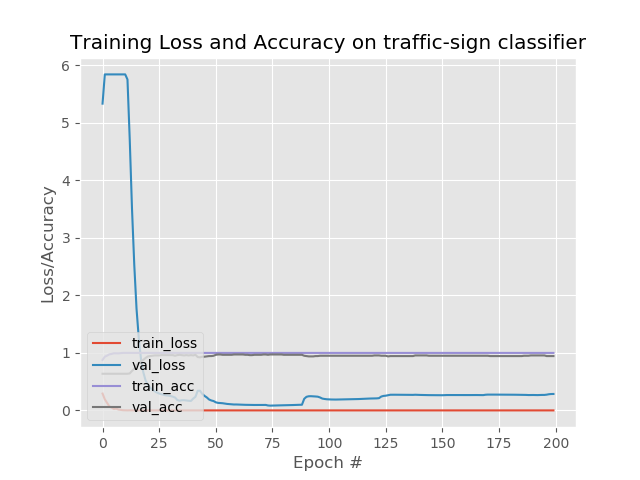 Training Loss and Accuracy on traffic-sign classifier
6
5
4
3
2
1
0
Loss/Accuracy
train_loss
val_loss
train_acc
val_acc
0 25 50 75 100 125 150 175 200
Epoch #